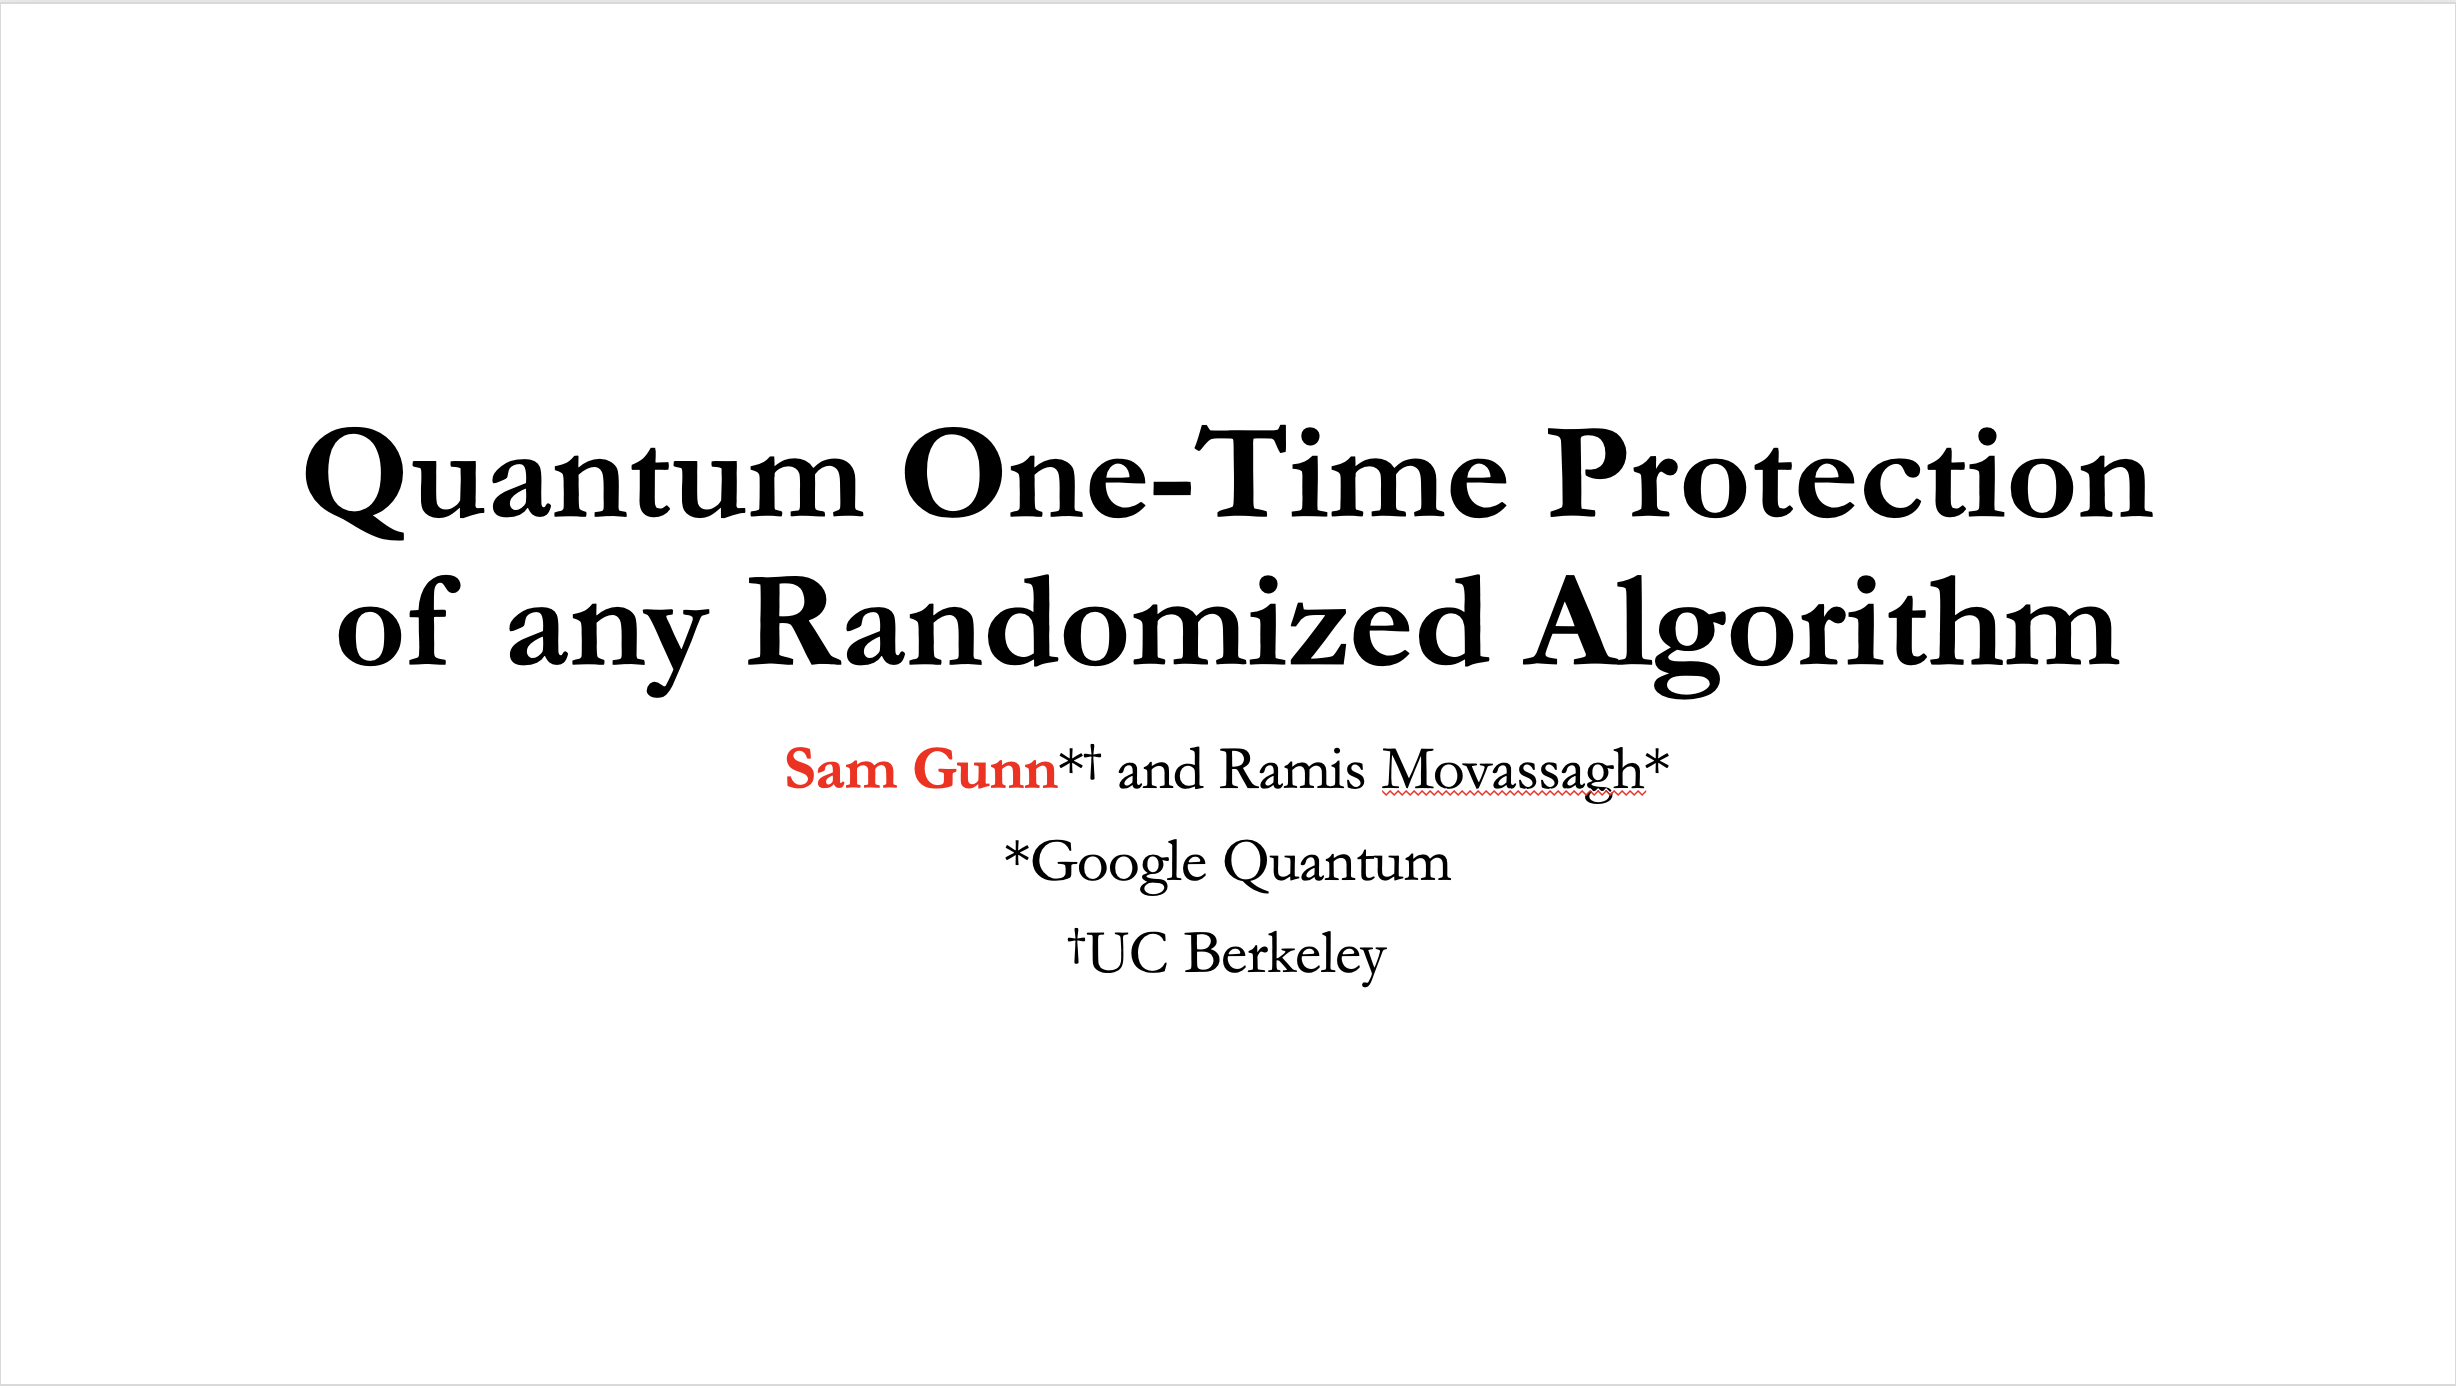 Quantum One-Time Protection
of any Randomized Algorithm
Sam Gunn*† and Ramis Movassagh*
*Google Quantum
†UC Berkeley